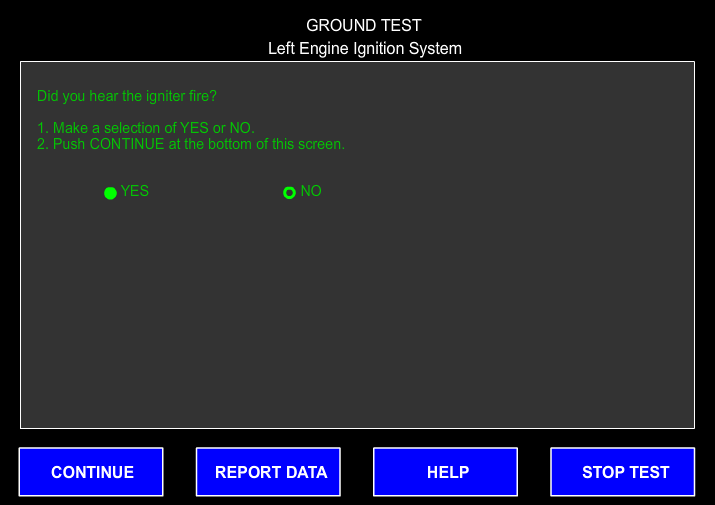 GROUND TEST
Left Engine Ignition System
Did you hear the igniter fire?
1. Make a selection of YES or NO.
2. Push CONTINUE at the bottom of this screen.
YES NO
CONTINUE REPORT DATA HELP STOP TEST